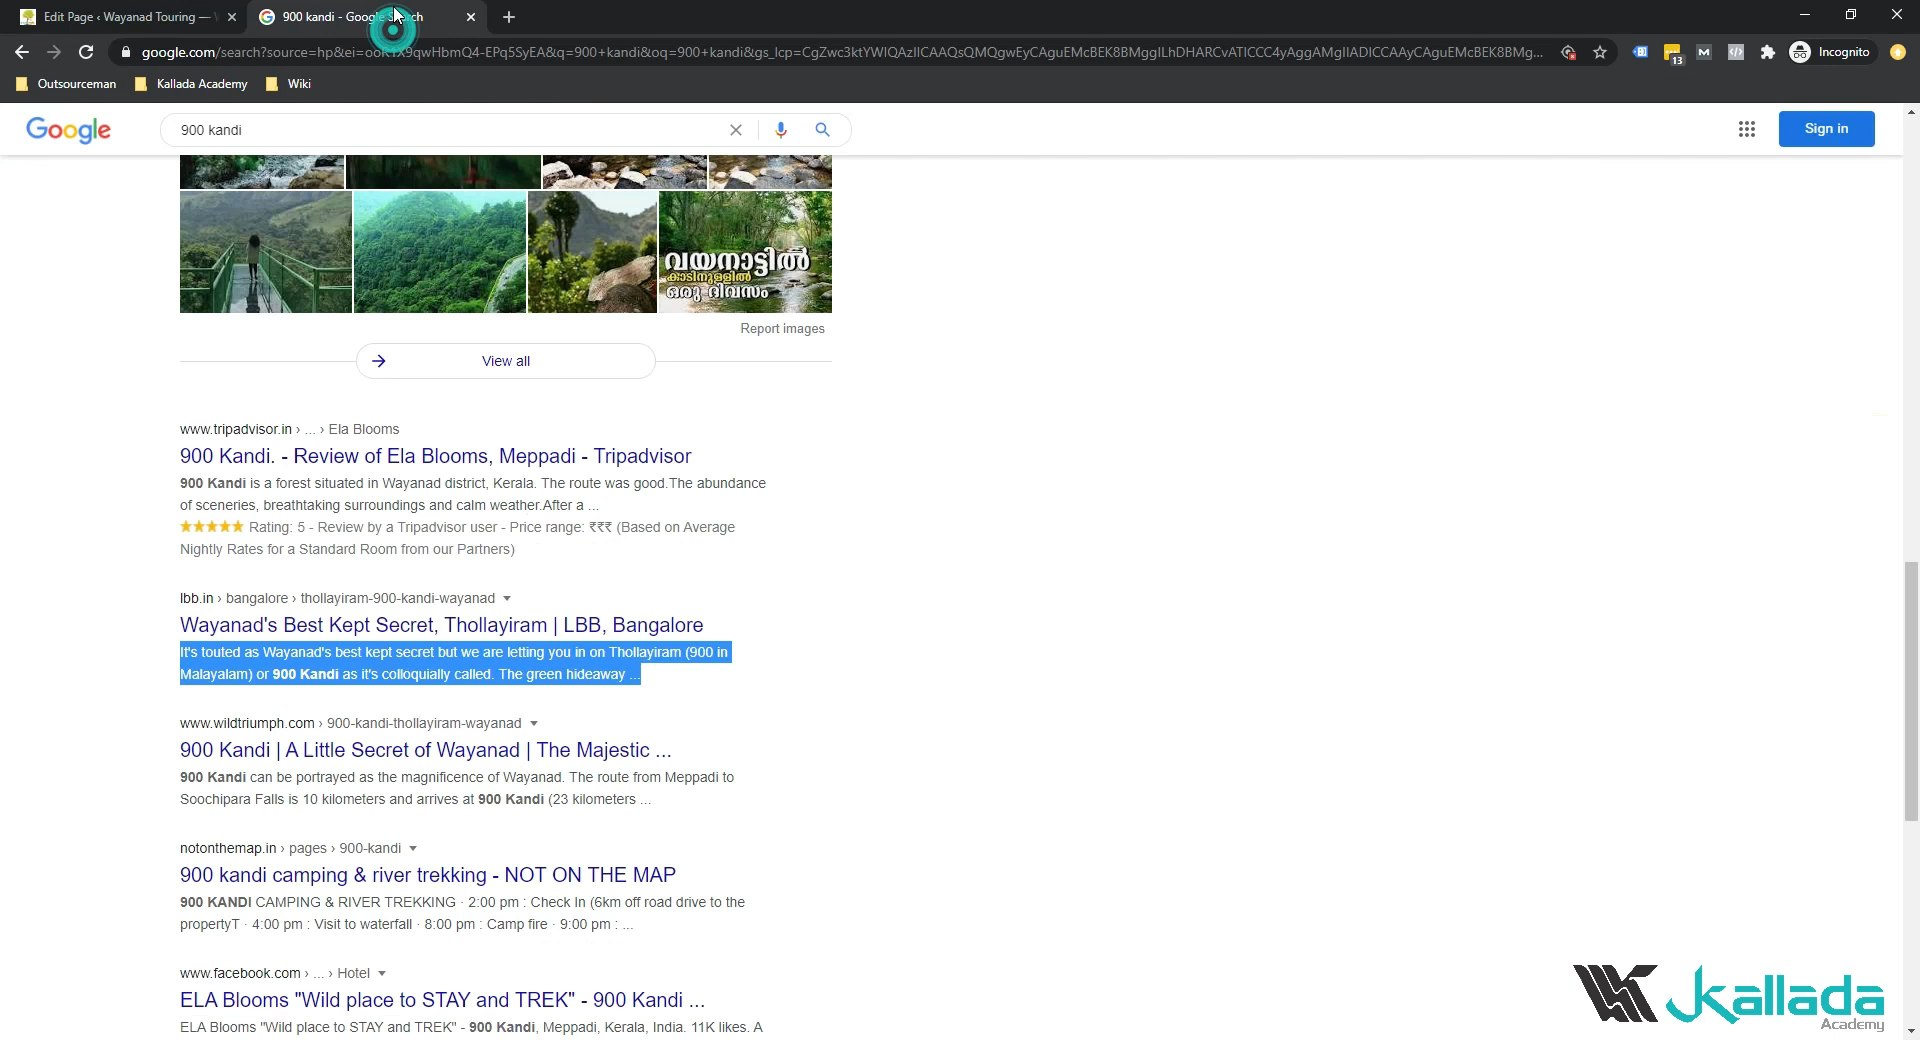 Edit Page ‹ Wayanad Touring —
900 kandi - Google Search
google.com/search?source=hp&ei=
Incognito
13
Outsourceman
Kallada Academy
Wiki
Google
900 kandi
Sign in
വയനാട്ടിൽ
കാടിനുള്ളിൽ
ഒരു ദിവസം
Report images
View all
www.tripadvisor.in › ... › Ela Blooms
900 Kandi. - Review of Ela Blooms, Meppadi - Tripadvisor
900 Kandi is a forest situated in Wayanad district, Kerala. The route was good.The abundance
of sceneries, breathtaking surroundings and calm weather.After a ...
Rating: 5 - Review by a Tripadvisor user - Price range: ₹₹₹ (Based on Average
Nightly Rates for a Standard Room from our Partners)
lbb.in › bangalore › thollayiram-900-kandi-wayanad
Wayanad's Best Kept Secret, Thollayiram | LBB, Bangalore
It's touted as Wayanad's best kept secret but we are letting you in on Thollayiram (900 in
Malayalam) or 900 Kandi as it's colloquially called. The green hideaway ...
www.wildtriumph.com › 900-kandi-thollayiram-wayanad
900 Kandi | A Little Secret of Wayanad | The Majestic ...
900 Kandi can be portrayed as the magnificence of Wayanad. The route from Meppadi to
Soochipara Falls is 10 kilometers and arrives at 900 Kandi (23 kilometers ...
notonthemap.in › pages › 900-kandi
900 kandi camping & river trekking - NOT ON THE MAP
900 KANDI CAMPING & RIVER TREKKING · 2:00 pm : Check In (6km off road drive to the
propertyT · 4:00 pm : Visit to waterfall · 8:00 pm : Camp fire · 9:00 pm : ...
www.facebook.com › ... › Hotel
ELA Blooms "Wild place to STAY and TREK" - 900 Kandi ...
ELA Blooms "Wild place to STAY and TREK" - 900 Kandi, Meppadi, Kerala, India. 11K likes. A
Kallada
Academy